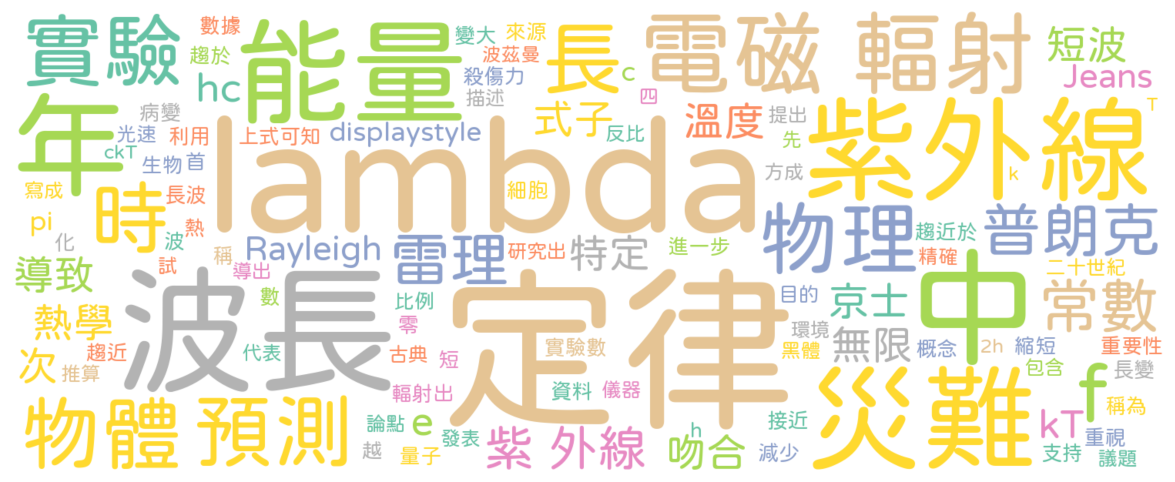 實驗 數據 能量 變大 來源 長 電磁 輻射 短波
趨於 波茲曼 Jeans
hc 殺傷力 c 四
年 病變 描述 式子 溫度 提出 紫外線 T
光速 利用 上式可知 displaystyle 反比 先
ckT 生物 首 lambda 方成 k
寫成 時 長波 細胞
pi 波 熱 Rayleigh 雷理 研究出 特定 進一步 物理 趨近於 普朗克
化 稱 精確
導致 試 導出 二十世紀
數 波長 定律 比例 目的 京士 中 常數
熱學 零 環境
次 趨近 代表 古典 短 實驗數 黑體 無限 概念 2h 縮短 重要性
推算 包含 長變
物體 預測 輻射出 資料 儀器 災難 f 稱為
論點 e 發表 接近 kT 重視
越 量子 紫 外線 h 吻合 減少 支持 議題